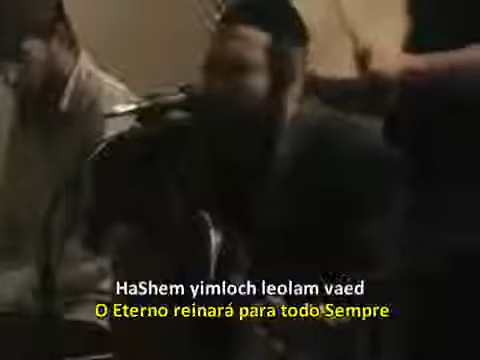 HaShem yimloch leolam vaed
O Eterno reinará para todo Sempre